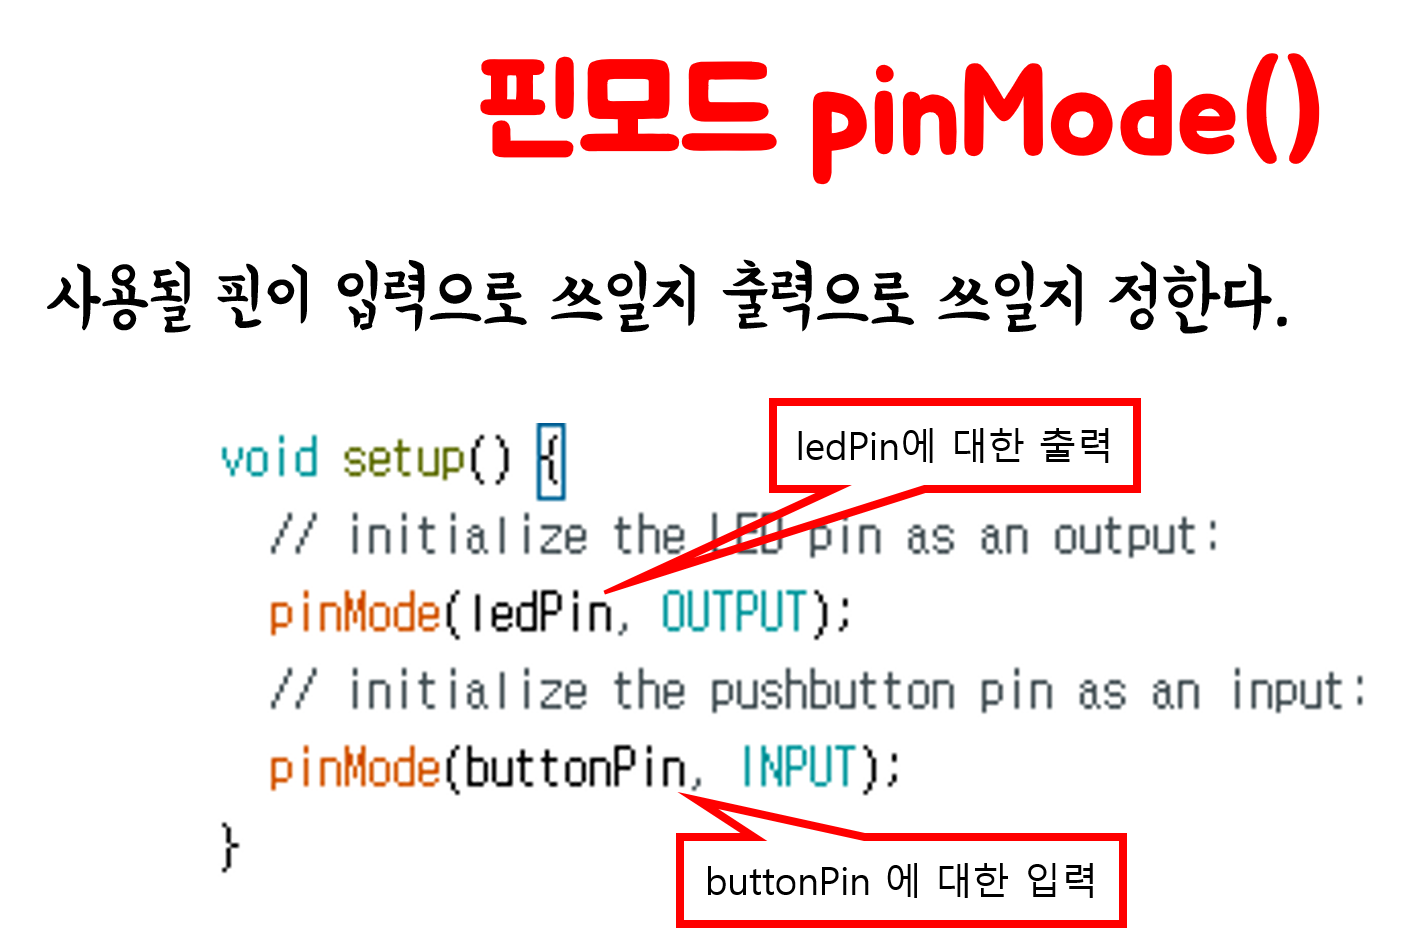 핀모드 pinMode()
사용될 핀이 입력으로 쓰일지 출력으로 쓰일지 정한다.
ledPin에 대한 출력
void setup() {
// initialize the LED pin as an output:
pinMode(ledPin, OUTPUT);
// initialize the pushbutton pin as an input:
pinMode(buttonPin, INPUT);
}
buttonPin 에 대한 입력